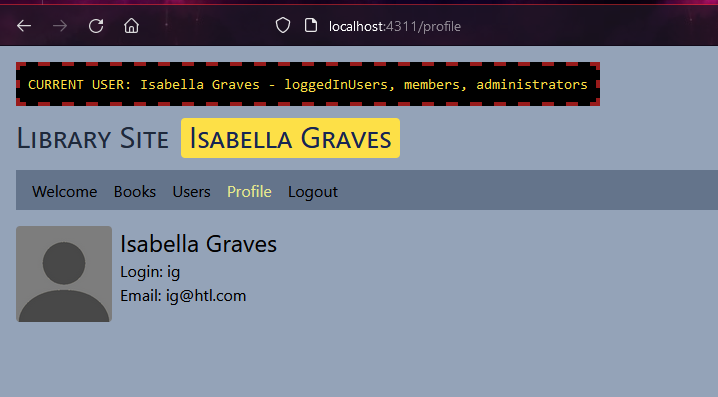 localhost:4311/profile
CURRENT USER: Isabella Graves - loggedInUsers, members, administrators
Library Site Isabella Graves
Welcome Books Users Profile Logout
Isabella Graves
Login: ig
Email: ig@htl.com